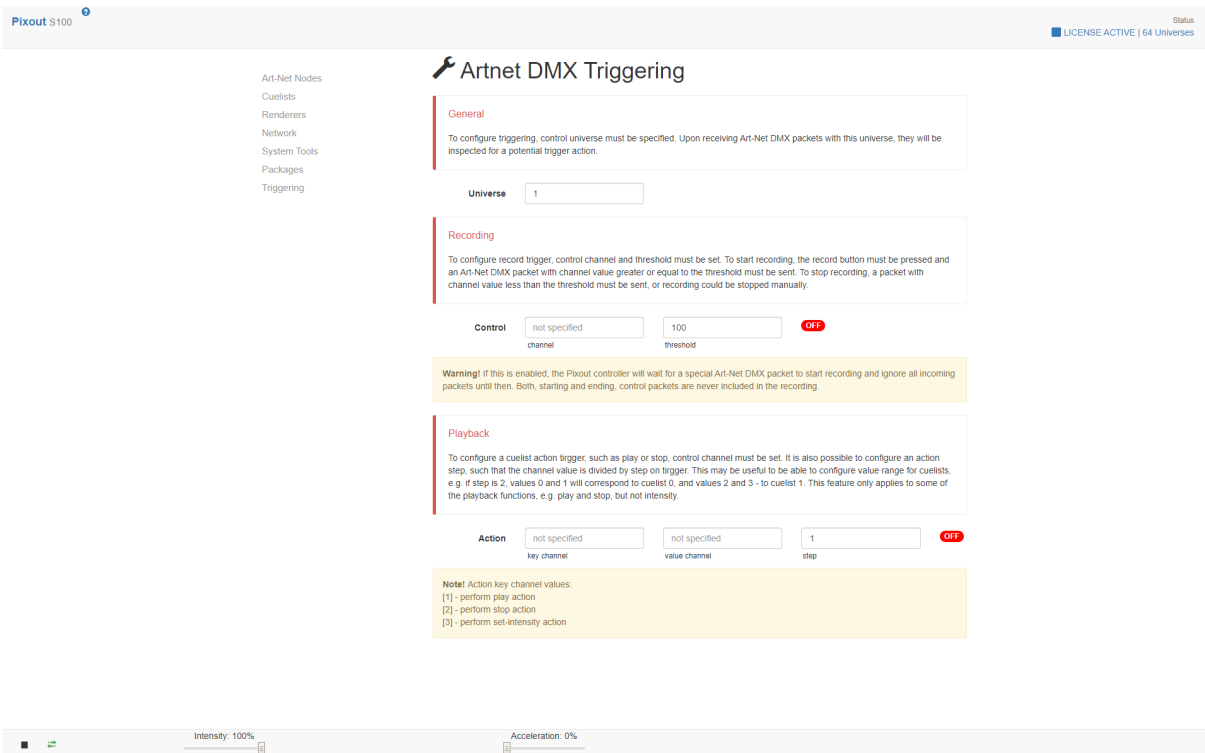 Pixout S100 ?
Status
LICENSE ACTIVE | 64 Universes
Art-Net Nodes
Cuelists
Renderers
Network
System Tools
Packages
Triggering
Artnet DMX Triggering
General
To configure triggering, control universe must be specified. Upon receiving Art-Net DMX packets with this universe, they will be
inspected for a potential trigger action.
Universe 1
Recording
To configure record trigger, control channel and threshold must be set. To start recording, the record button must be pressed and
an Art-Net DMX packet with channel value greater or equal to the threshold must be sent. To stop recording, a packet with
channel value less than the threshold must be sent, or recording could be stopped manually.
Control not specified 100 OFF
channel threshold
Warning! If this is enabled, the Pixout controller will wait for a special Art-Net DMX packet to start recording and ignore all incoming
packets until then. Both, starting and ending, control packets are never included in the recording.
Playback
To configure a cuelist action tirgger, such as play or stop, control channel must be set. It is also possible to configure an action
step, such that the channel value is divided by step on tirgger. This may be useful to be able to configure value range for cuelists,
e.g. if step is 2, values 0 and 1 will correspond to cuelist 0, and values 2 and 3 - to cuelist 1. This feature only applies to some of
the playback functions, e.g. play and stop, but not intensity.
Action not specified not specified 1 OFF
key channel value channel step
Note! Action key channel values:
[1] - perform play action
[2] - perform stop action
[3] - perform set-intensity action
Intensity: 100% Acceleration: 0%